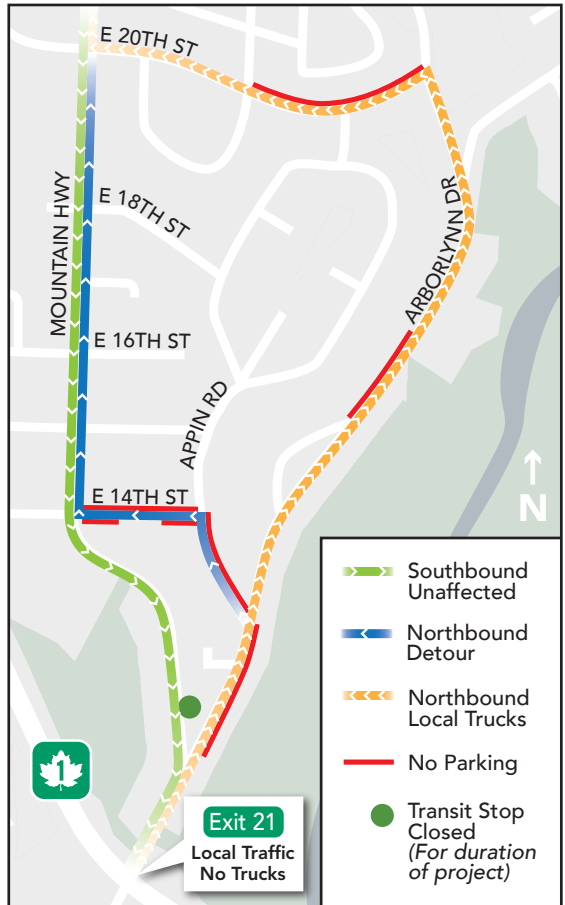 E 20TH ST
MOUNTAIN HWY
E 18TH ST
ARBORLYNN DR
E 16TH ST
APPIN RD
E 14TH ST
N
1
Exit 21
Local Traffic
No Trucks
Southbound
Unaffected
Northbound
Detour
Northbound
Local Trucks
No Parking
Transit Stop
Closed
(For duration
of project)